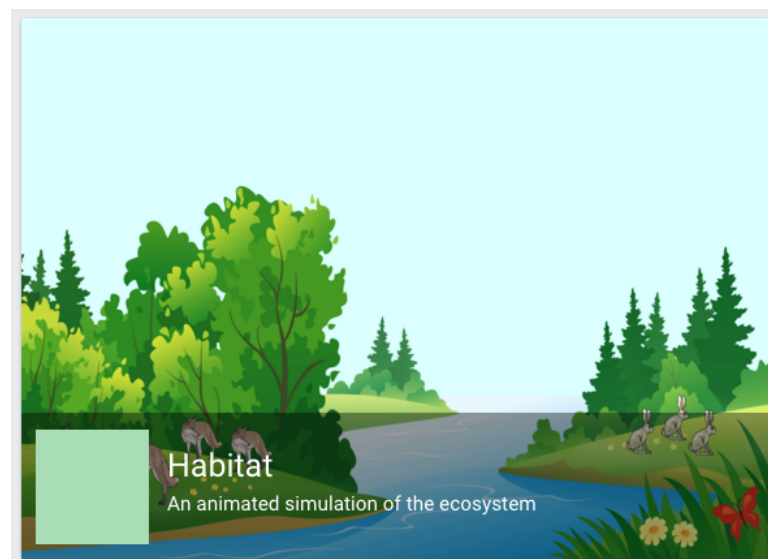 Habitat
An animated simulation of the ecosystem